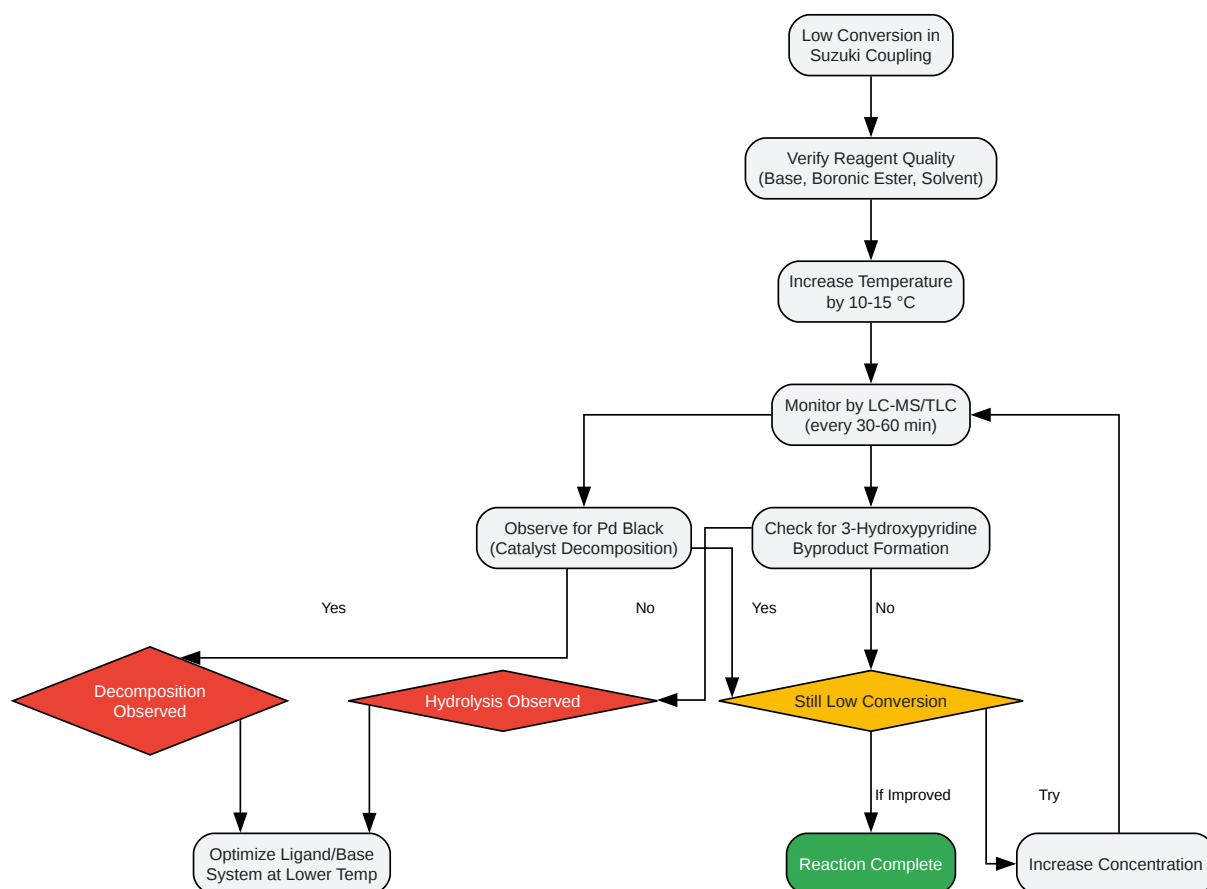 Low Conversion in
Suzuki Coupling
Verify Reagent Quality
(Base, Boronic Ester, Solvent)
Increase Temperature
by 10-15 °C
Monitor by LC-MS/TLC
(every 30-60 min)
Observe for Pd Black
(Catalyst Decomposition)
Check for 3-Hydroxypyridine
Byproduct Formation
Yes
No
Yes
No
Decomposition
Observed
Hydrolysis Observed
Still Low Conversion
If Improved
Try
Optimize Ligand/Base
System at Lower Temp
Reaction Complete
Increase Concentration